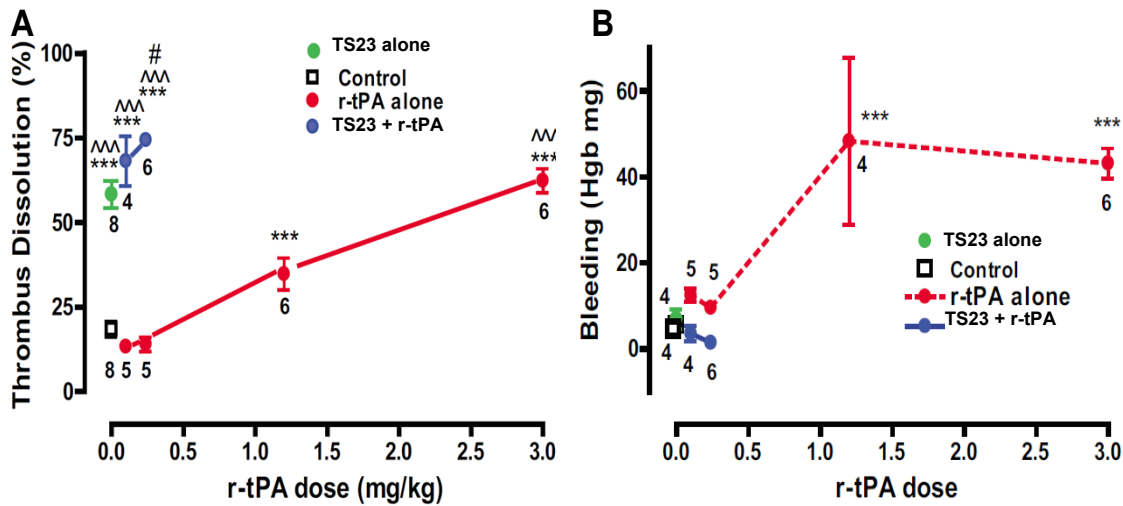 A
Thrombus Dissolution (%)
100
75
50
25
0
#
^^^
***
^^^
***
^^^
***
6
4
8
TS23 alone
Control
r-tPA alone
TS23 + r-tPA
^^^
***
6
***
6
8 5 5
0.0 0.5 1.0 1.5 2.0 2.5 3.0
r-tPA dose (mg/kg)
B
Bleeding (Hgb mg)
60
40
20
0
***
4
***
6
TS23 alone
Control
r-tPA alone
TS23 + r-tPA
4
5
5
4
4
6
0.0 0.5 1.0 1.5 2.0 2.5 3.0
r-tPA dose